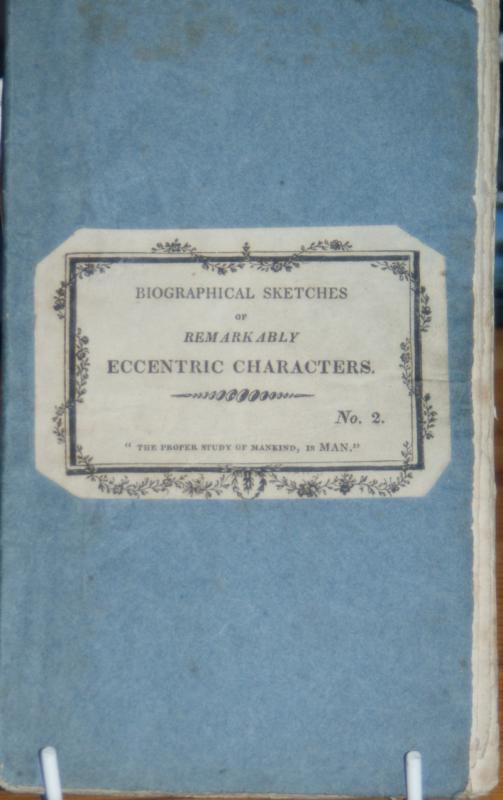 BIOGRAPHICAL SKETCHES
OF
REMARKABLY
ECCENTRIC CHARACTERS.
No. 2.
“ THE PROPER STUDY OF MANKIND, IS MAN.”